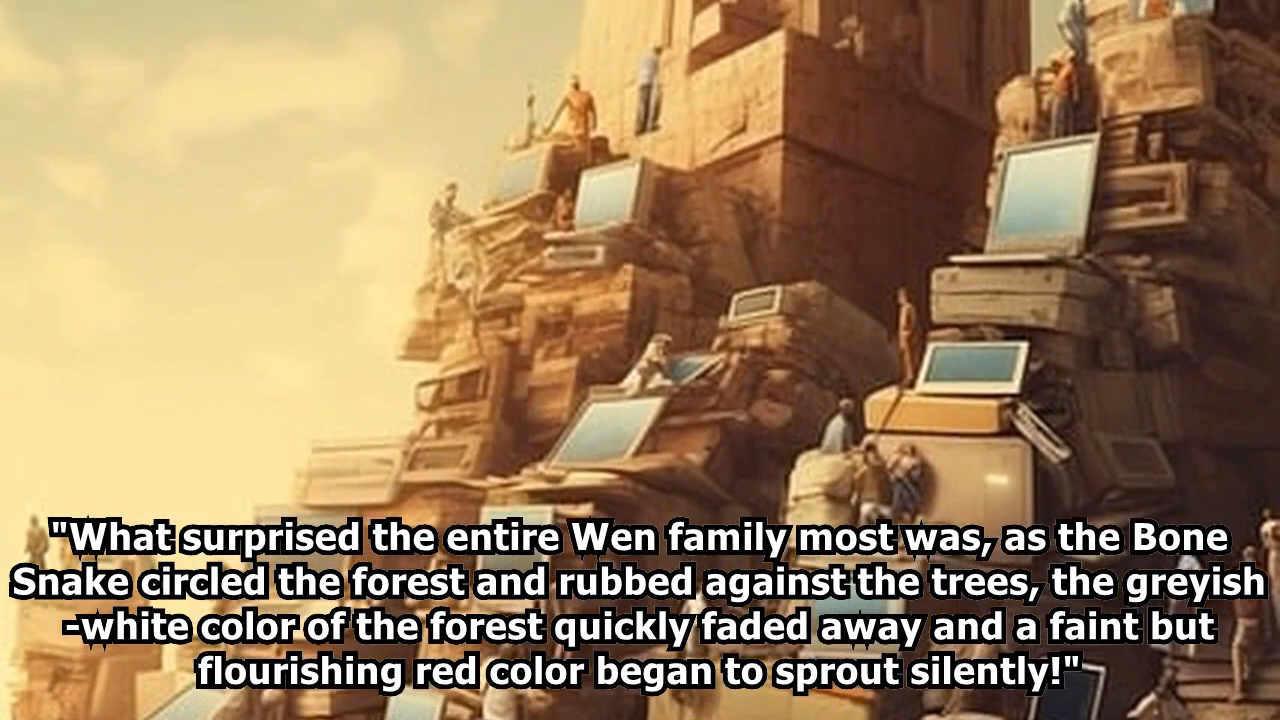 "What surprised the entire Wen family most was, as the Bone
Snake circled the forest and rubbed against the trees, the greyish
-white color of the forest quickly faded away and a faint but
flourishing red color began to sprout silently!"